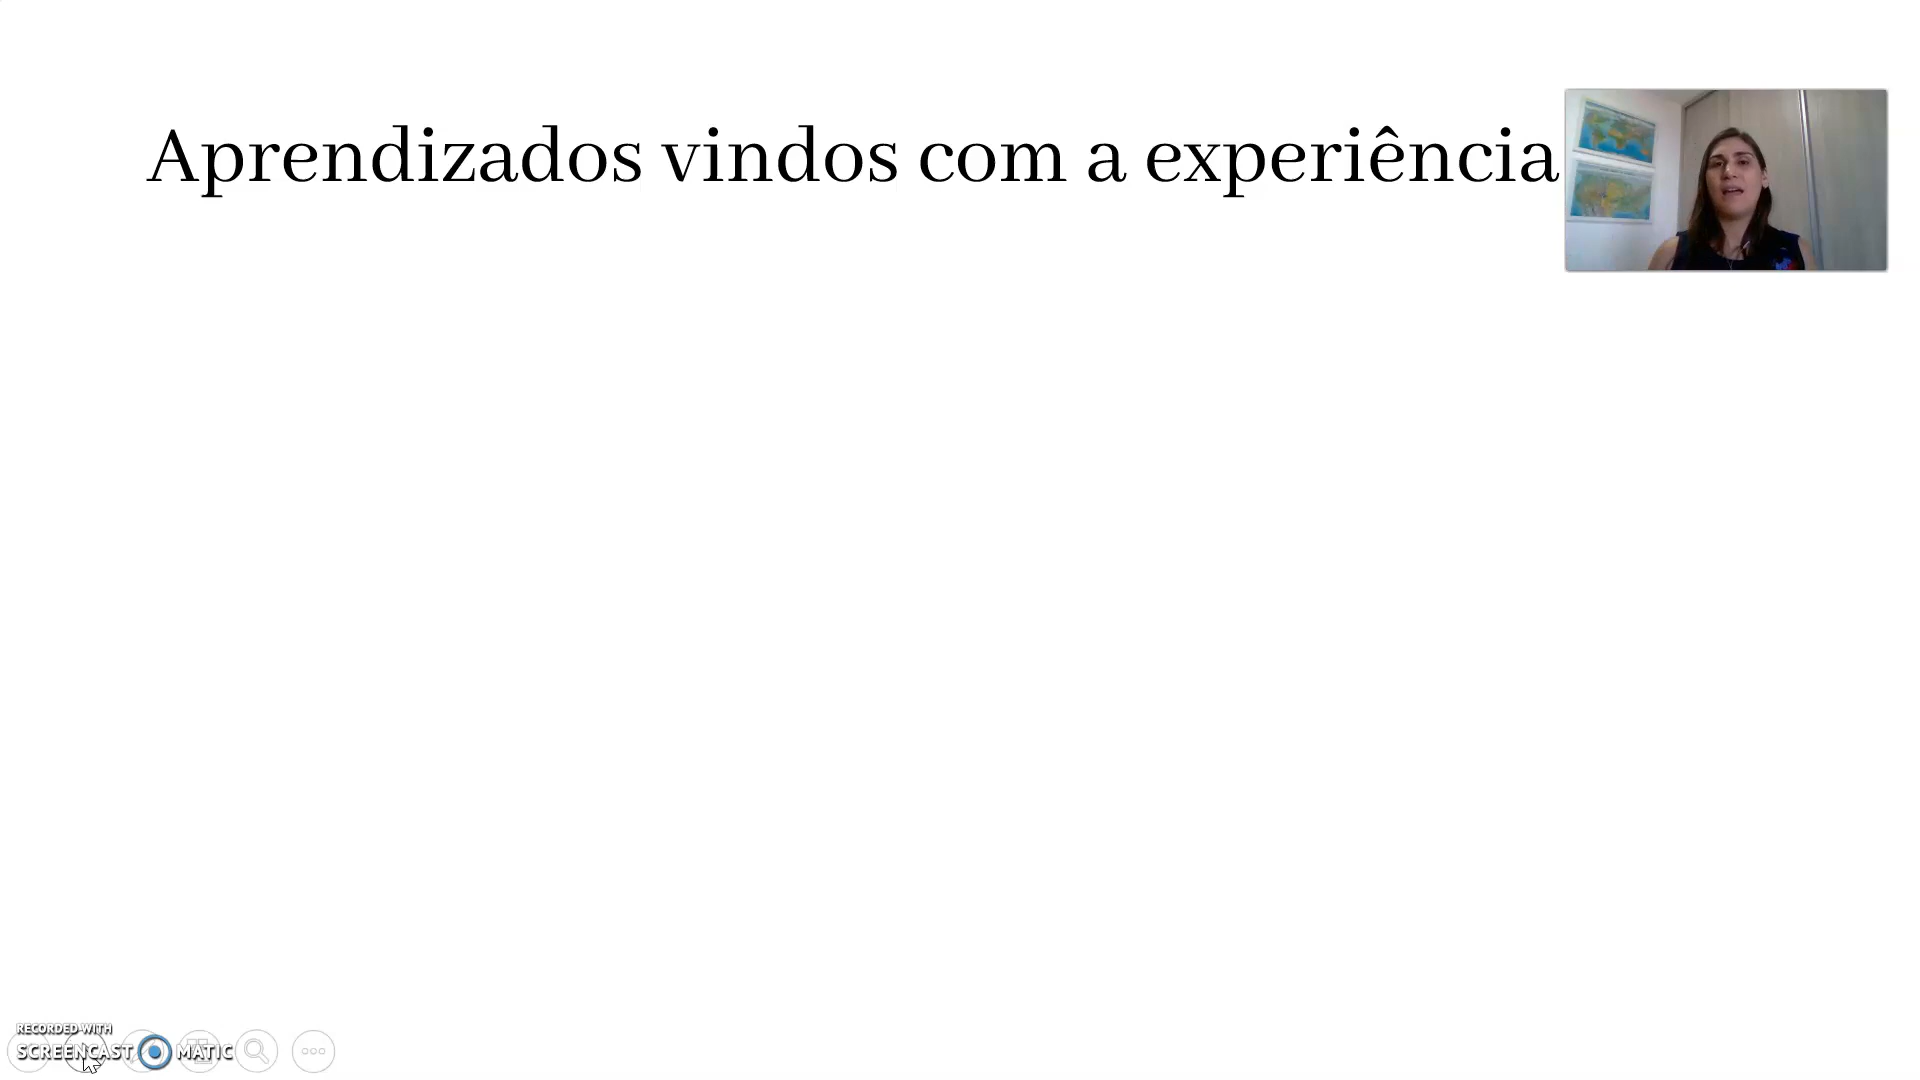 Aprendizados vindos com a experiência
RECORDED WITH
SCREENCAST MATIC